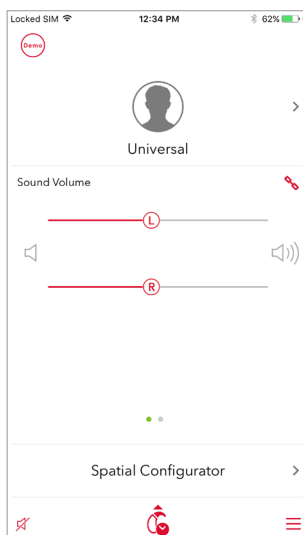 Locked SIM 12:34 PM 62%
Demo
Universal
Sound Volume
L
R
Spatial Configurator